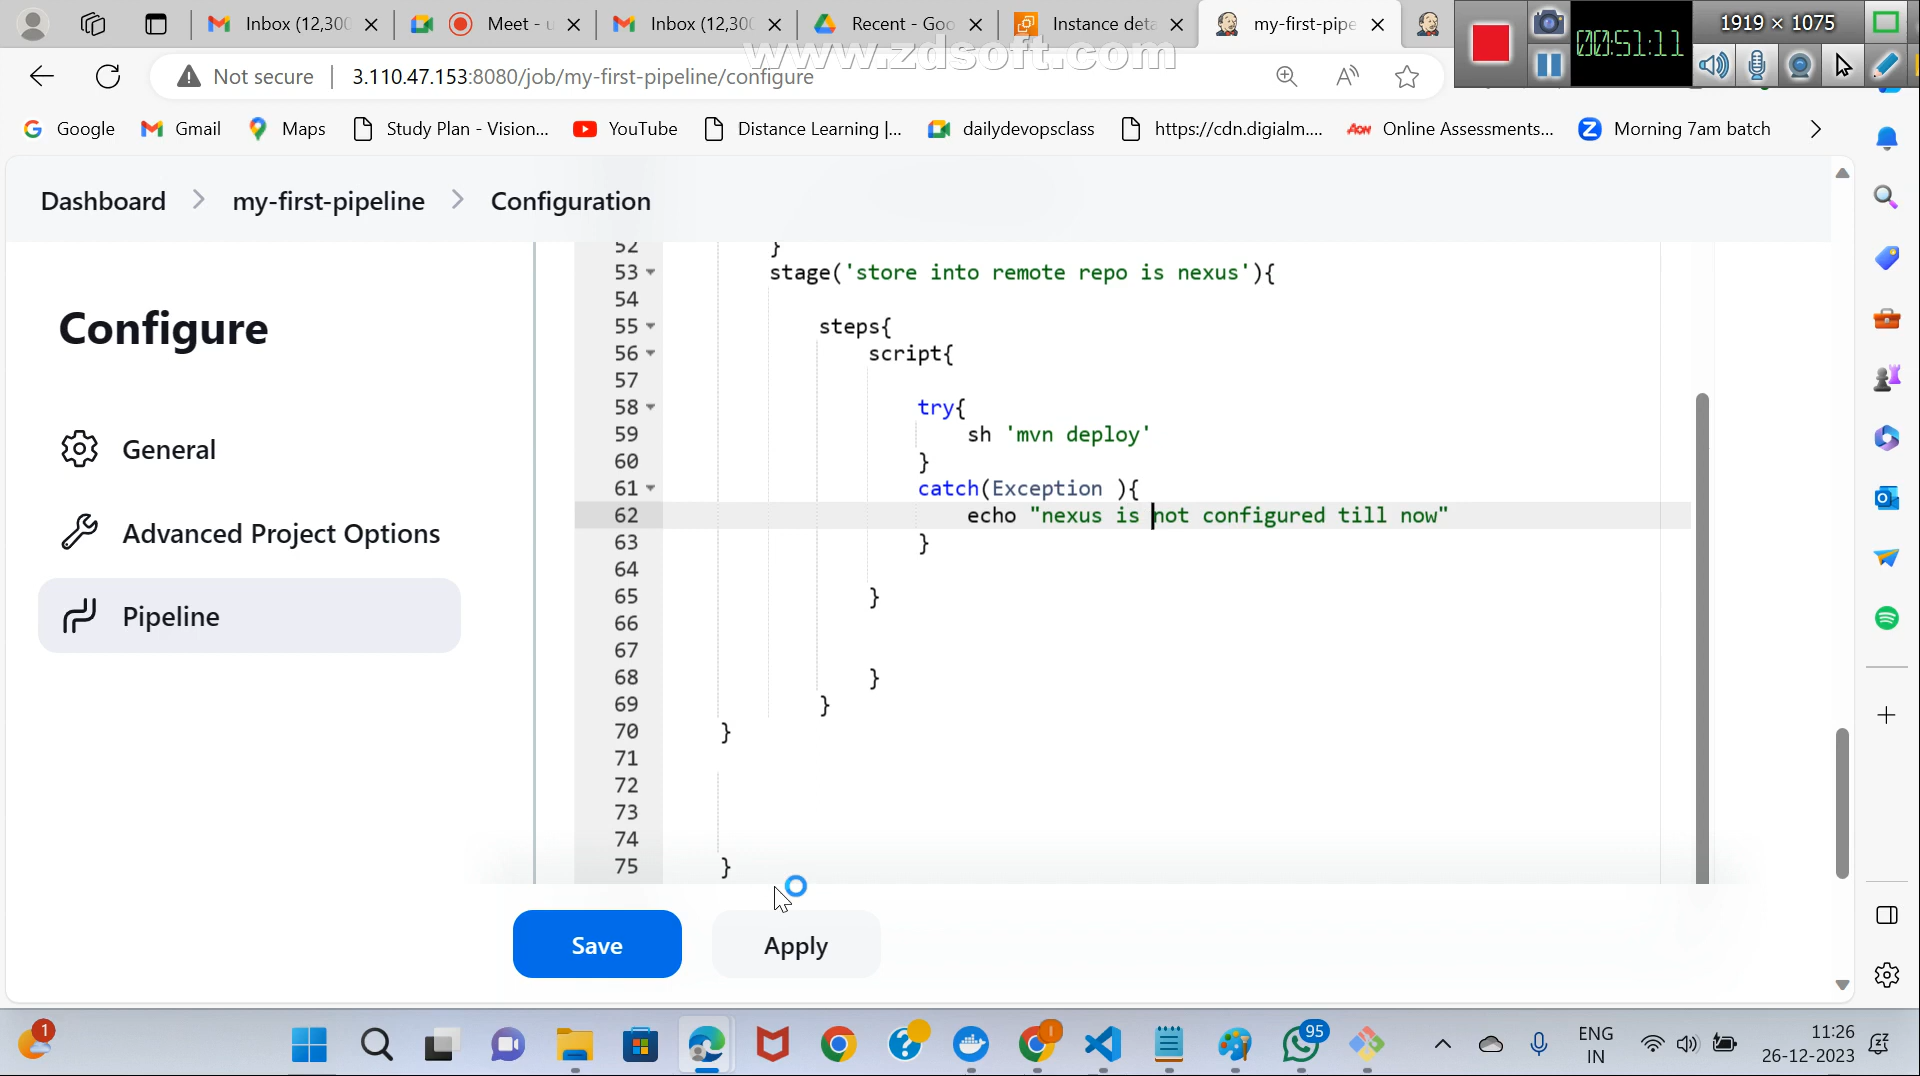 Inbox (12,300
Meet - u
Inbox (12,300
Recent - Goo
Instance deta
my-first-pipe
00:51:11
1919 × 1075
www.zdsoft.com
Not secure
3.110.47.153:8080/job/my-first-pipeline/configure
Google
Gmail
Maps
Study Plan - Vision...
YouTube
Distance Learning |...
dailydevopsclass
https://cdn.digialm....
Aon
Online Assessments...
Morning 7am batch
Dashboard
my-first-pipeline
Configuration
Configure
General
Advanced Project Options
Pipeline
52 }
53 stage('store into remote repo is nexus'){
54
55 steps{
56 script{
57
58 try{
59 sh 'mvn deploy'
60 }
61 catch(Exception ){
62 echo "nexus is not configured till now"
63 }
64
65 }
66
67
68 }
69 }
70 }
71
72
73
74
75 }
Save
Apply
1
95
ENG
IN
11:26
26-12-2023